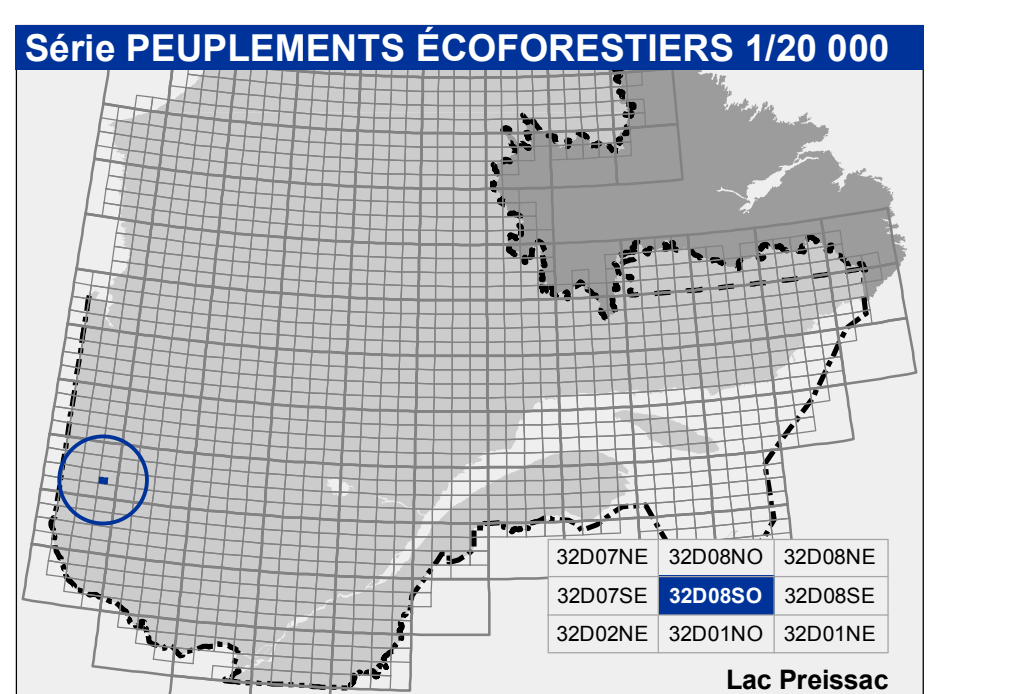 Série PEUPLEMENTS ÉCOFORESTIERS 1/20 000
32D07NE 32D08NO 32D08NE
32D07SE 32D08SO 32D08SE
32D02NE 32D01NO 32D01NE
Lac Preissac